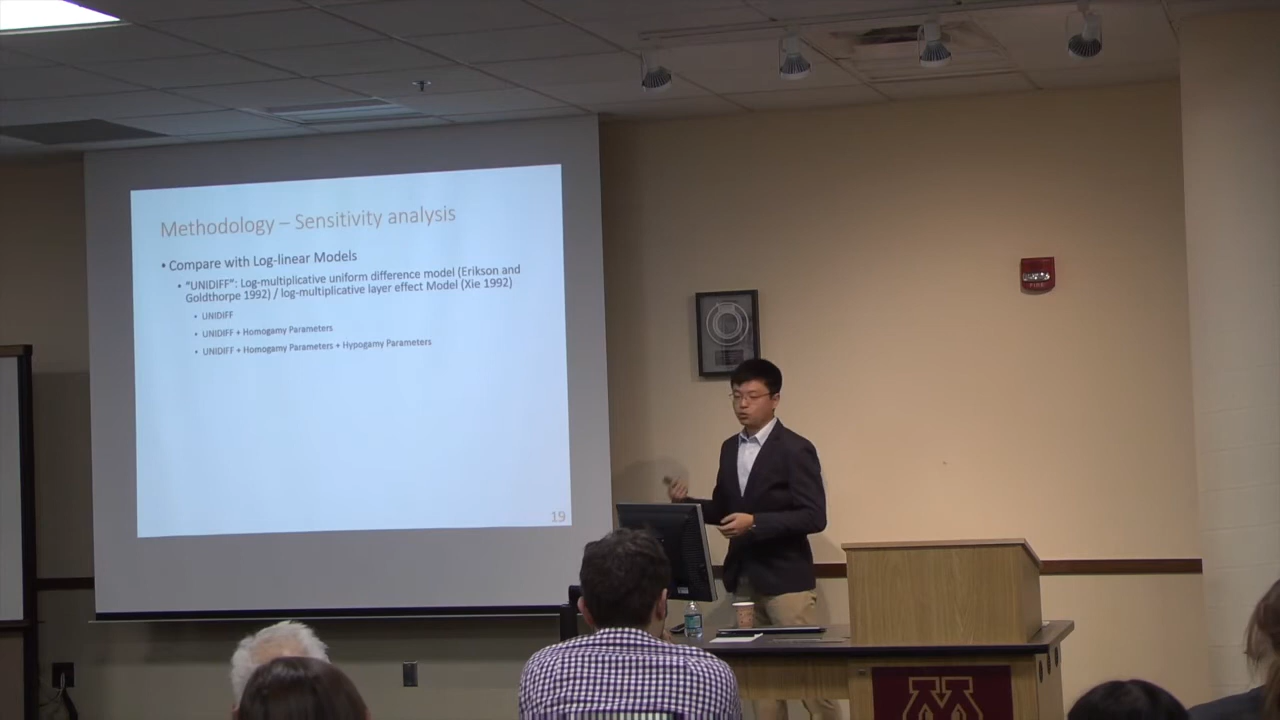 Methodology – Sensitivity analysis
• Compare with Log-linear Models
• "UNIDIFF": Log-multiplicative uniform difference model (Erikson and
Goldthorpe 1992) / log-multiplicative layer effect Model (Xie 1992)
• UNIDIFF
• UNIDIFF + Homogamy Parameters
• UNIDIFF + Homogamy Parameters + Hypogamy Parameters
19
FIRE
M